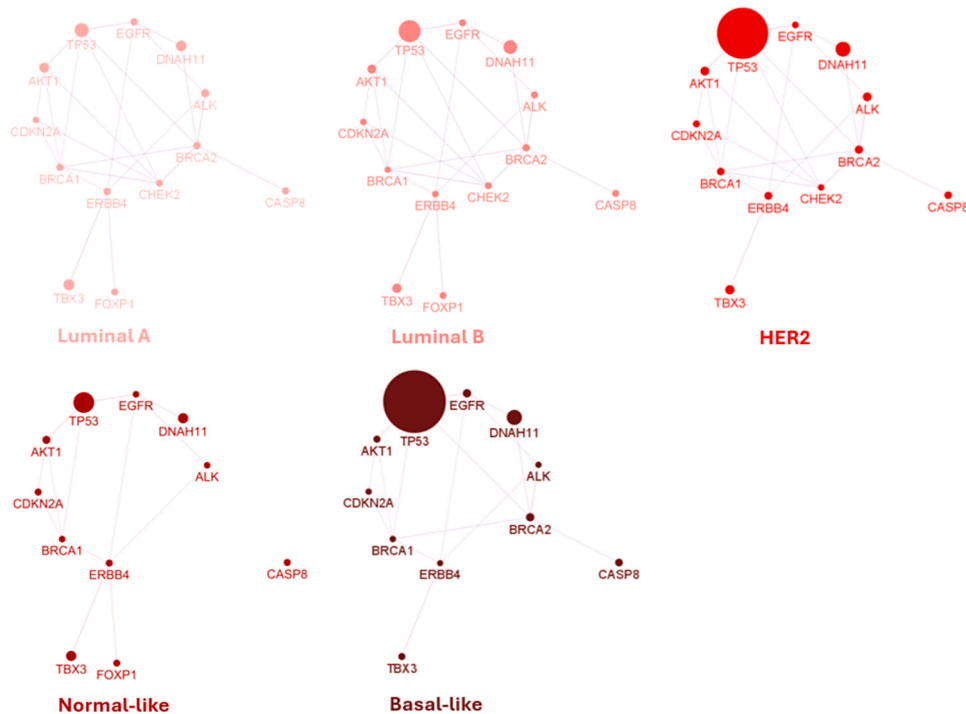 EGFR
TP53
DNAH11
AKT1
ALK
CDKN2A
BRCA2
BRCA1
CHEK2
ERBB4
CASP8
TBX3
FOXP1
Luminal A
EGFR
TP53
DNAH11
AKT1
ALK
CDKN2A
BRCA2
BRCA1
CHEK2
ERBB4
CASP8
TBX3
FOXP1
Luminal B
EGFR
TP53
DNAH11
AKT1
ALK
CDKN2A
BRCA2
BRCA1
CHEK2
ERBB4
CASP8
TBX3
HER2
EGFR
TP53
DNAH11
AKT1
ALK
CDKN2A
BRCA1
ERBB4
CASP8
TBX3
FOXP1
Normal-like
EGFR
TP53
DNAH11
AKT1
ALK
CDKN2A
BRCA2
BRCA1
ERBB4
CASP8
TBX3
Basal-like